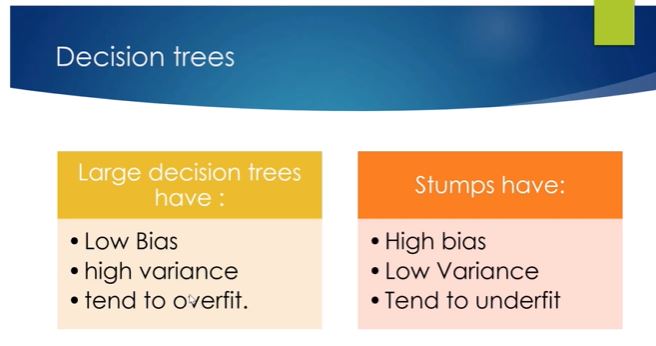 Decision trees
Large decision trees
have :
• Low Bias
• high variance
• tend to overfit.
Stumps have:
• High bias
• Low Variance
• Tend to underfit